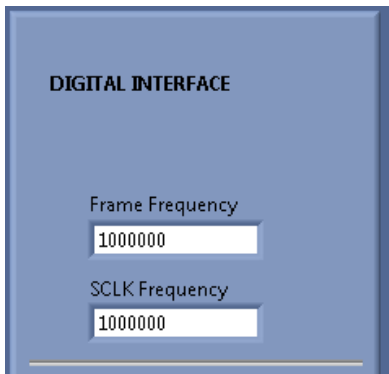 DIGITAL INTERFACE
Frame Frequency
1000000
SCLK Frequency
1000000